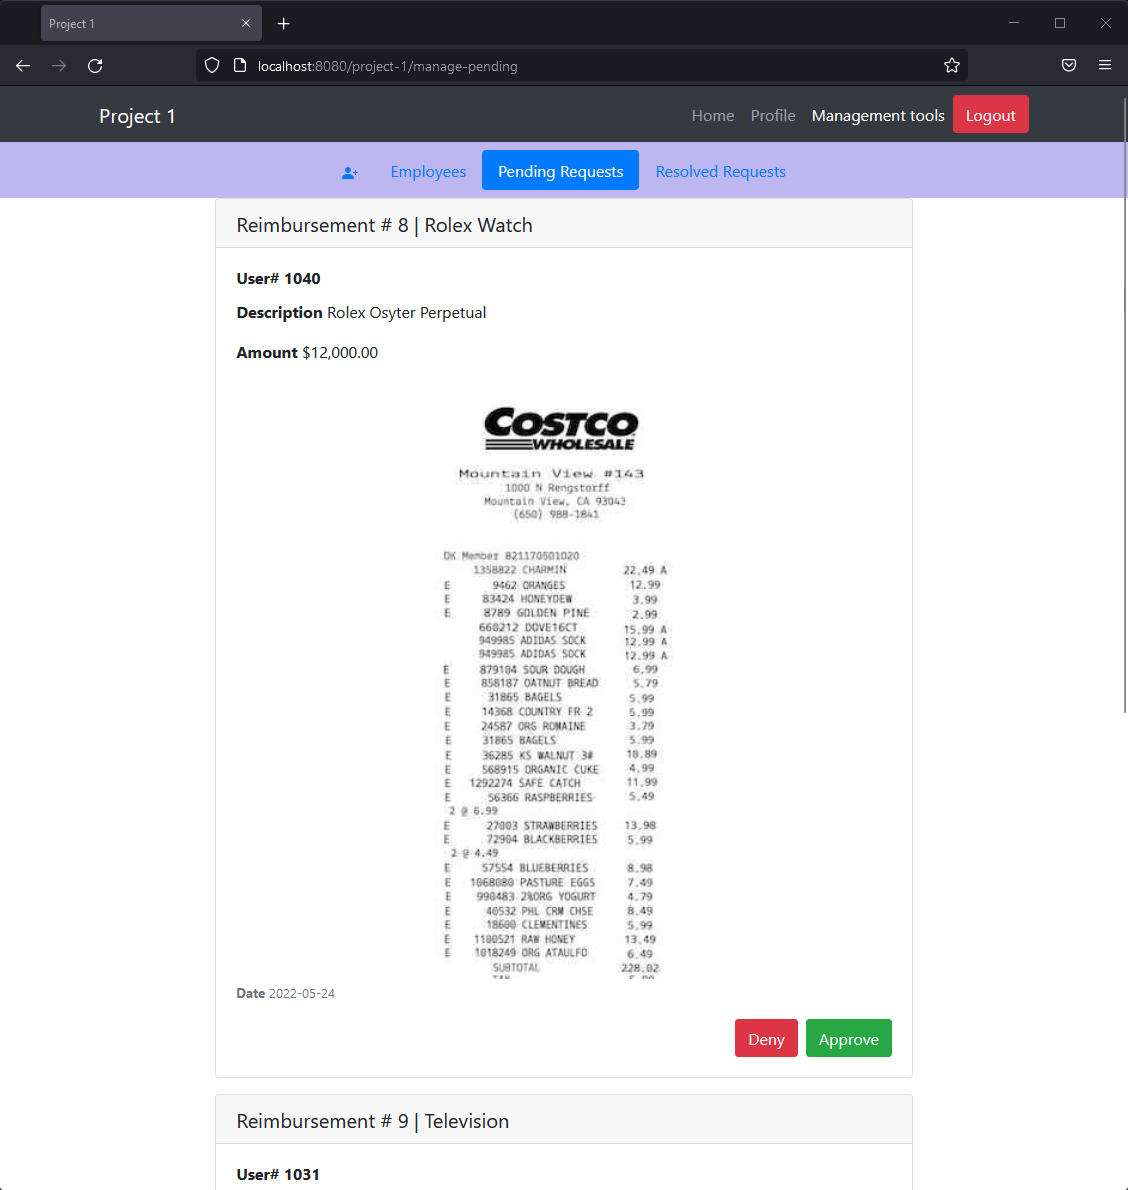 Project 1
localhost:8080/project-1/manage-pending
Project 1 Home Profile Management tools Logout
Employees Pending Requests Resolved Requests
Reimbursement # 8 | Rolex Watch
User# 1040
Description Rolex Osyter Perpetual
Amount $12,000.00
COSTCO
WHOLESALE
Mountain View #143
1000 N Rengstorff
Mountain View, CA 93043
(650) 988-1841
OK Member 821170501020
1358822 CHARMIN 22.49 A
E 9462 ORANGES 12.99
E 83424 HONEYDEW 3.99
E 8789 GOLDEN PINE 2.99
660212 DOVE16CT 15.99 A
949985 ADIDAS SOCK 12.99 A
949985 ADIDAS SOCK 12.99 A
E 879104 SOUR DOUGH 6.99
E 858187 OATNUT BREAD 5.79
E 31865 BAGELS 5.99
E 14368 COUNTRY FR 2 5.99
E 24587 ORG ROMAINE 3.79
E 31865 BAGELS 5.99
E 36285 KS WALNUT 3# 10.89
E 568915 ORGANIC CUKE 4.99
E 1292274 SAFE CATCH 11.99
E 56366 RASPBERRIES 5.49
2 @ 6.99
E 27003 STRAWBERRIES 13.98
E 72904 BLACKBERRIES 5.99
2 @ 4.49
E 57554 BLUEBERRIES 8.98
E 1068080 PASTURE EGGS 7.49
E 990483 2%ORG YOGURT 4.79
E 40532 PHL CRM CHSE 8.49
E 18600 CLEMENTINES 5.99
E 1100521 RAW HONEY 13.49
E 1018249 ORG ATAULFO 6.49
SUBTOTAL 228.02
Date 2022-05-24
Deny Approve
Reimbursement # 9 | Television
User# 1031